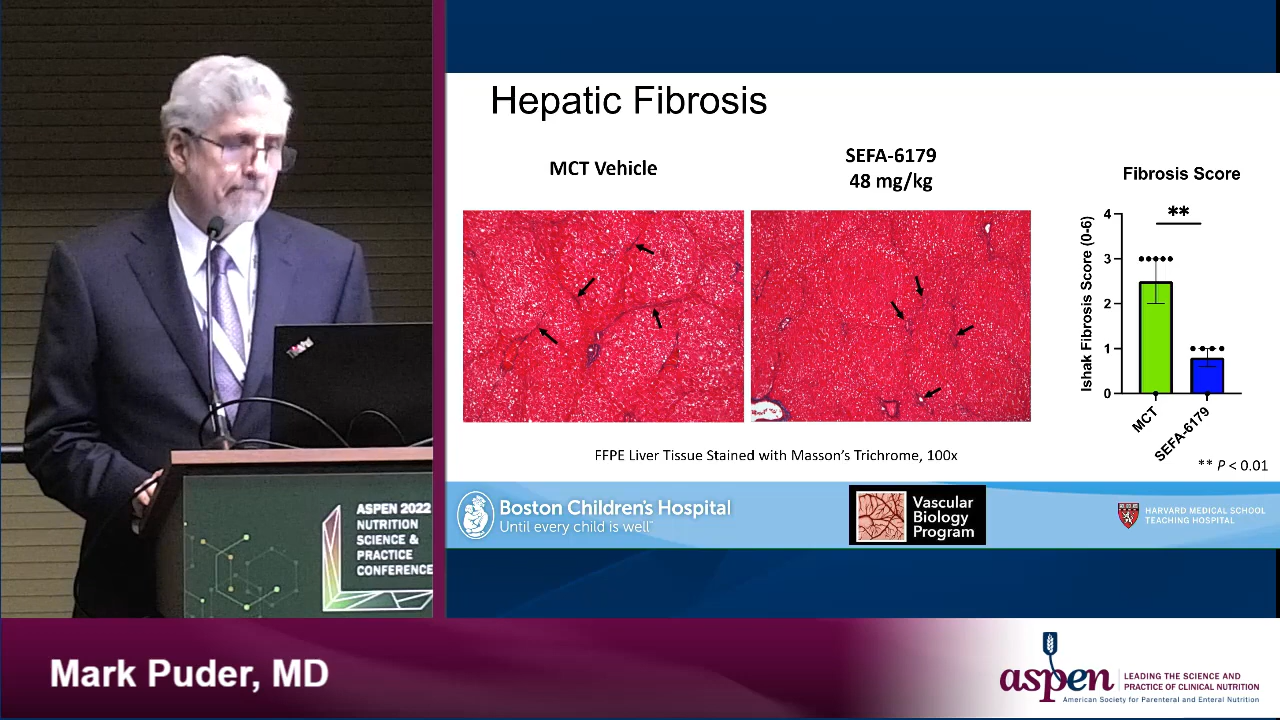 Hepatic Fibrosis
MCT Vehicle
SEFA-6179
48 mg/kg
Fibrosis Score
**
Ishak Fibrosis Score (0-6)
4
3
2
1
0
MCT
SEFA-6179
** P < 0.01
FFPE Liver Tissue Stained with Masson's Trichrome, 100x
Boston Children's Hospital
Until every child is well™
Vascular
Biology
Program
HARVARD MEDICAL SCHOOL
TEACHING HOSPITAL
ASPEN 2022
NUTRITION
SCIENCE &
PRACTICE
CONFERENCE
Mark Puder, MD
aspen
LEADING THE SCIENCE AND
PRACTICE OF CLINICAL NUTRITION
American Society for Parenteral and Enteral Nutrition